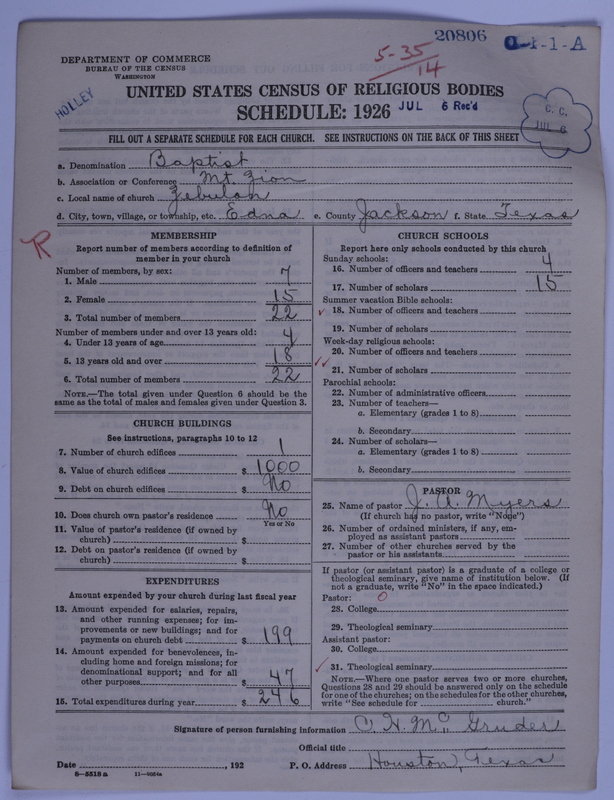 20806 0-1-1-A
5-35/14
DEPARTMENT OF COMMERCE
BUREAU OF THE CENSUS
WASHINGTON
HOLLEY
UNITED STATES CENSUS OF RELIGIOUS BODIES
SCHEDULE: 1926 JUL 6 Rec'd
C. C.
JUL 6
FILL OUT A SEPARATE SCHEDULE FOR EACH CHURCH. SEE INSTRUCTIONS ON THE BACK OF THIS SHEET
a. Denomination Baptist
b. Association or Conference Mt. Zion
c. Local name of church Zebulon
d. City, town, village, or township, etc. Edna e. County Jackson f. State Texas
R
MEMBERSHIP
Report number of members according to definition of
member in your church
Number of members, by sex:
1. Male 7
2. Female 15
3. Total number of members 22
Number of members under and over 13 years old:
4. Under 13 years of age 4
5. 13 years old and over 18
6. Total number of members 22
NOTE.—The total given under Question 6 should be
same as the total of males and females given under Question 3.
CHURCH BUILDINGS
See instructions, paragraphs 10 to 12
7. Number of church edifices 1
8. Value of church edifices $ 1000
9. Debt on church edifices $ No
10. Does church own pastor's residence No
Yes or No
11. Value of pastor's residence (if owned by
church) $
12. Debt on pastor's residence (if owned by
church) $
EXPENDITURES
Amount expended by your church during last fiscal year
13. Amount expended for salaries, repairs,
and other running expenses; for im-
provements or new buildings; and for
payments on church debt $ 199
14. Amount expended for benevolences, in-
cluding home and foreign missions; for
denominational support; and for all
other purposes $ 47
15. Total expenditures during year $ 246
CHURCH SCHOOLS
Report here only schools conducted by this church
Sunday schools:
16. Number of officers and teachers 4
17. Number of scholars 15
Summer vacation Bible schools:
18. Number of officers and teachers
19. Number of scholars
Week-day religious schools:
20. Number of officers and teachers
21. Number of scholars
Parochial schools:
22. Number of administrative officers
23. Number of teachers—
a. Elementary (grades 1 to 8)
b. Secondary
24. Number of scholars—
a. Elementary (grades 1 to 8)
b. Secondary
PASTOR
25. Name of pastor J. A. Myers
(If church has no pastor, write "None")
26. Number of ordained ministers, if any, em-
ployed as assistant pastors
27. Number of other churches served by the
pastor or his assistants
If pastor (or assistant pastor) is a graduate of a college or
theological seminary, give name of institution below. (If
not a graduate, write "No" in the space indicated.)
Pastor: 0
28. College
29. Theological seminary
Assistant pastor:
30. College
31. Theological seminary
NOTE.—Where one pastor serves two or more churches,
Questions 28 and 29 should be answered only on the schedule
for one of the churches; on the schedules for the other churches,
write "See schedule for church."
Signature of person furnishing information C. H. McGruder
Official title
Date , 192 P. O. Address Houston, Texas
8-5518a 11-9054a